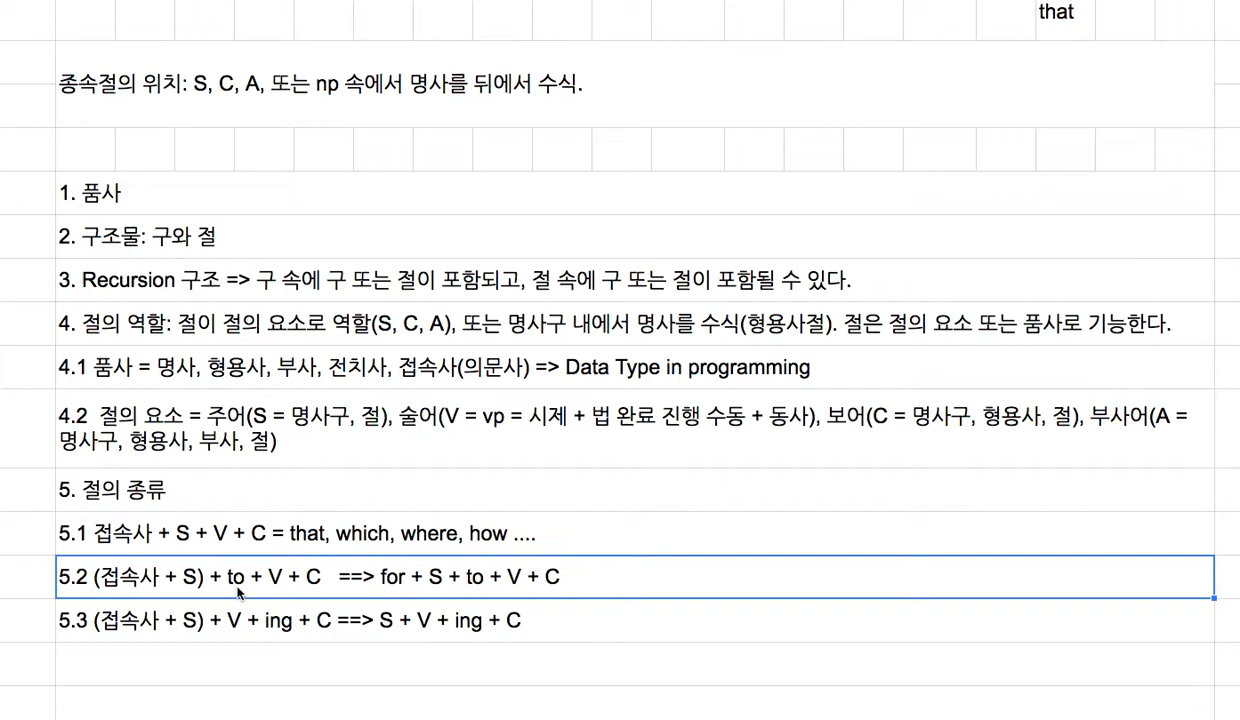 that
종속절의 위치: S, C, A, 또는 np 속에서 명사를 뒤에서 수식.
1. 품사
2. 구조물: 구와 절
3. Recursion 구조 => 구 속에 구 또는 절이 포함되고, 절 속에 구 또는 절이 포함될 수 있다.
4. 절의 역할: 절이 절의 요소로 역할(S, C, A), 또는 명사구 내에서 명사를 수식(형용사절). 절은 절의 요소 또는 품사로 기능한다.
4.1 품사 = 명사, 형용사, 부사, 전치사, 접속사(의문사) => Data Type in programming
4.2  절의 요소 = 주어(S = 명사구, 절), 술어(V = vp = 시제 + 법 완료 진행 수동 + 동사), 보어(C = 명사구, 형용사, 절), 부사어(A =
명사구, 형용사, 부사, 절)
5. 절의 종류
5.1 접속사 + S + V + C = that, which, where, how ....
5.2 (접속사 + S) + to + V + C   ==> for + S + to + V + C
5.3 (접속사 + S) + V + ing + C ==> S + V + ing + C